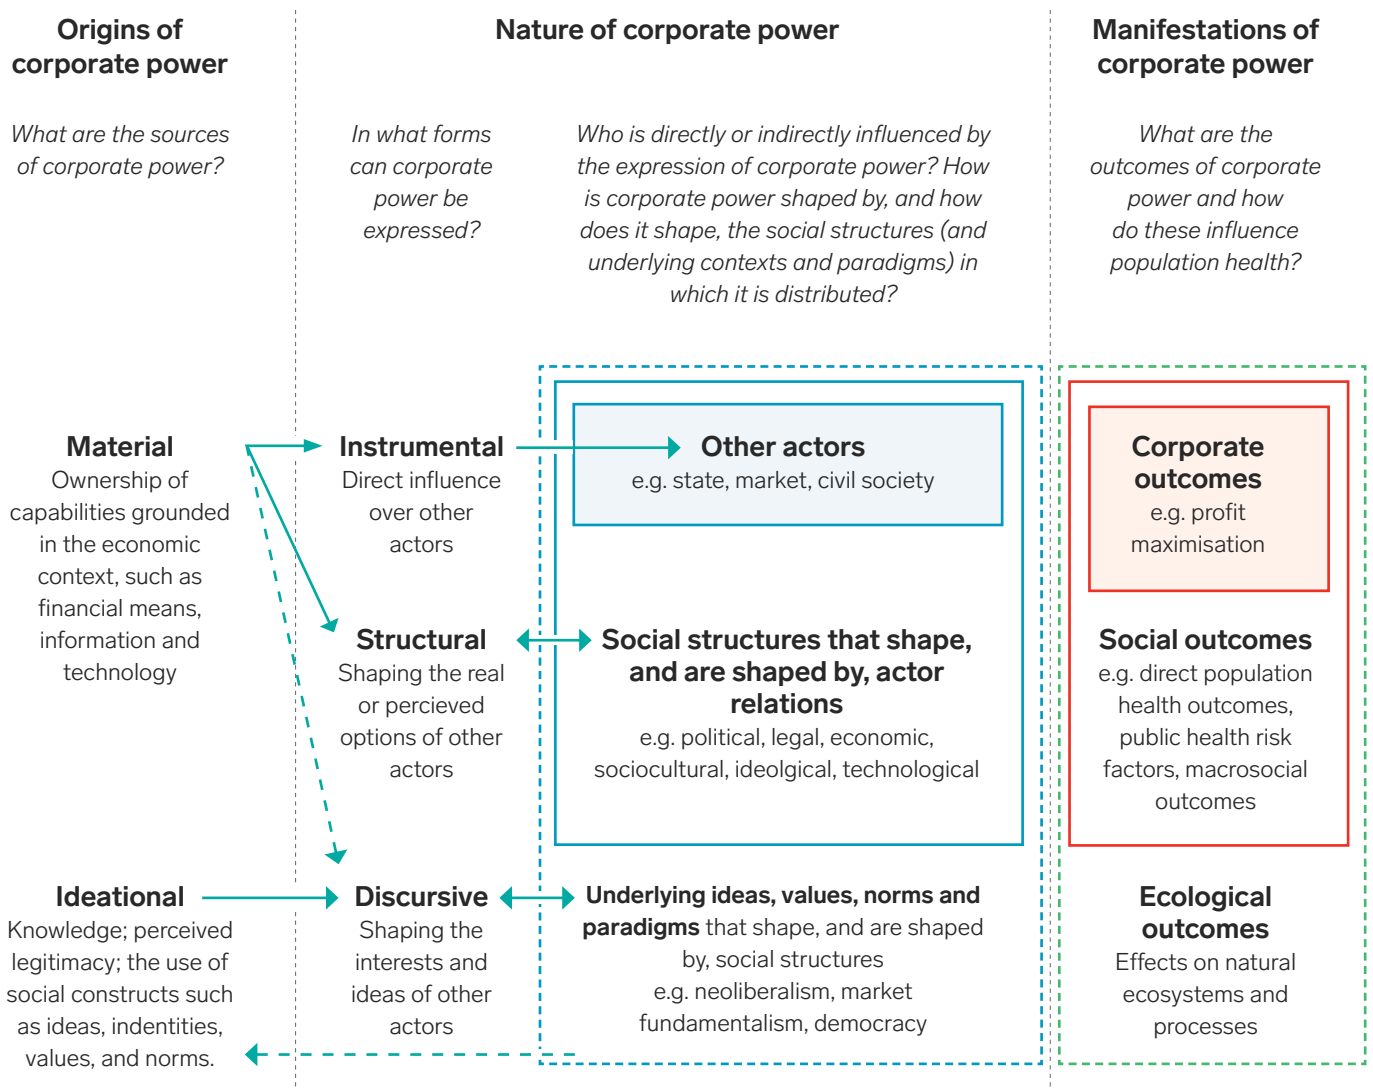 Origins of
corporate power
Nature of corporate power
Manifestations of
corporate power
What are the sources
of corporate power?
In what forms
can corporate
power be
expressed?
Who is directly or indirectly influenced by
the expression of corporate power? How
is corporate power shaped by, and how
does it shape, the social structures (and
underlying contexts and paradigms) in
which it is distributed?
What are the
outcomes of corporate
power and how
do these influence
population health?
Material
Ownership of
capabilities grounded
in the economic
context, such as
financial means,
information and
technology
Instrumental
Direct influence
over other
actors
Other actors
e.g. state, market, civil society
Corporate
outcomes
e.g. profit
maximisation
Structural
Shaping the real
or percieved
options of other
actors
Social structures that shape,
and are shaped by, actor
relations
e.g. political, legal, economic,
sociocultural, ideolgical, technological
Social outcomes
e.g. direct population
health outcomes,
public health risk
factors, macrosocial
outcomes
Ideational
Knowledge; perceived
legitimacy; the use of
social constructs such
as ideas, indentities,
values, and norms.
Discursive
Shaping the
interests and
ideas of other
actors
Underlying ideas, values, norms and
paradigms that shape, and are shaped
by, social structures
e.g. neoliberalism, market
fundamentalism, democracy
Ecological
outcomes
Effects on natural
ecosystems and
processes